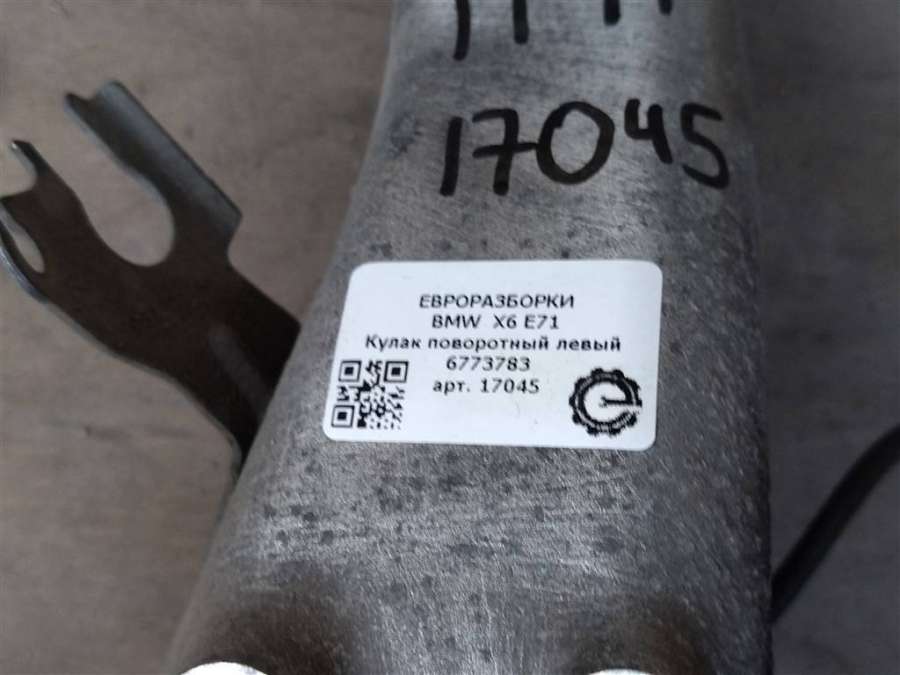 17045
ЕВРОРАЗБОРКИ
BMW X6 E71
Кулак поворотный левый
6773783
арт. 17045